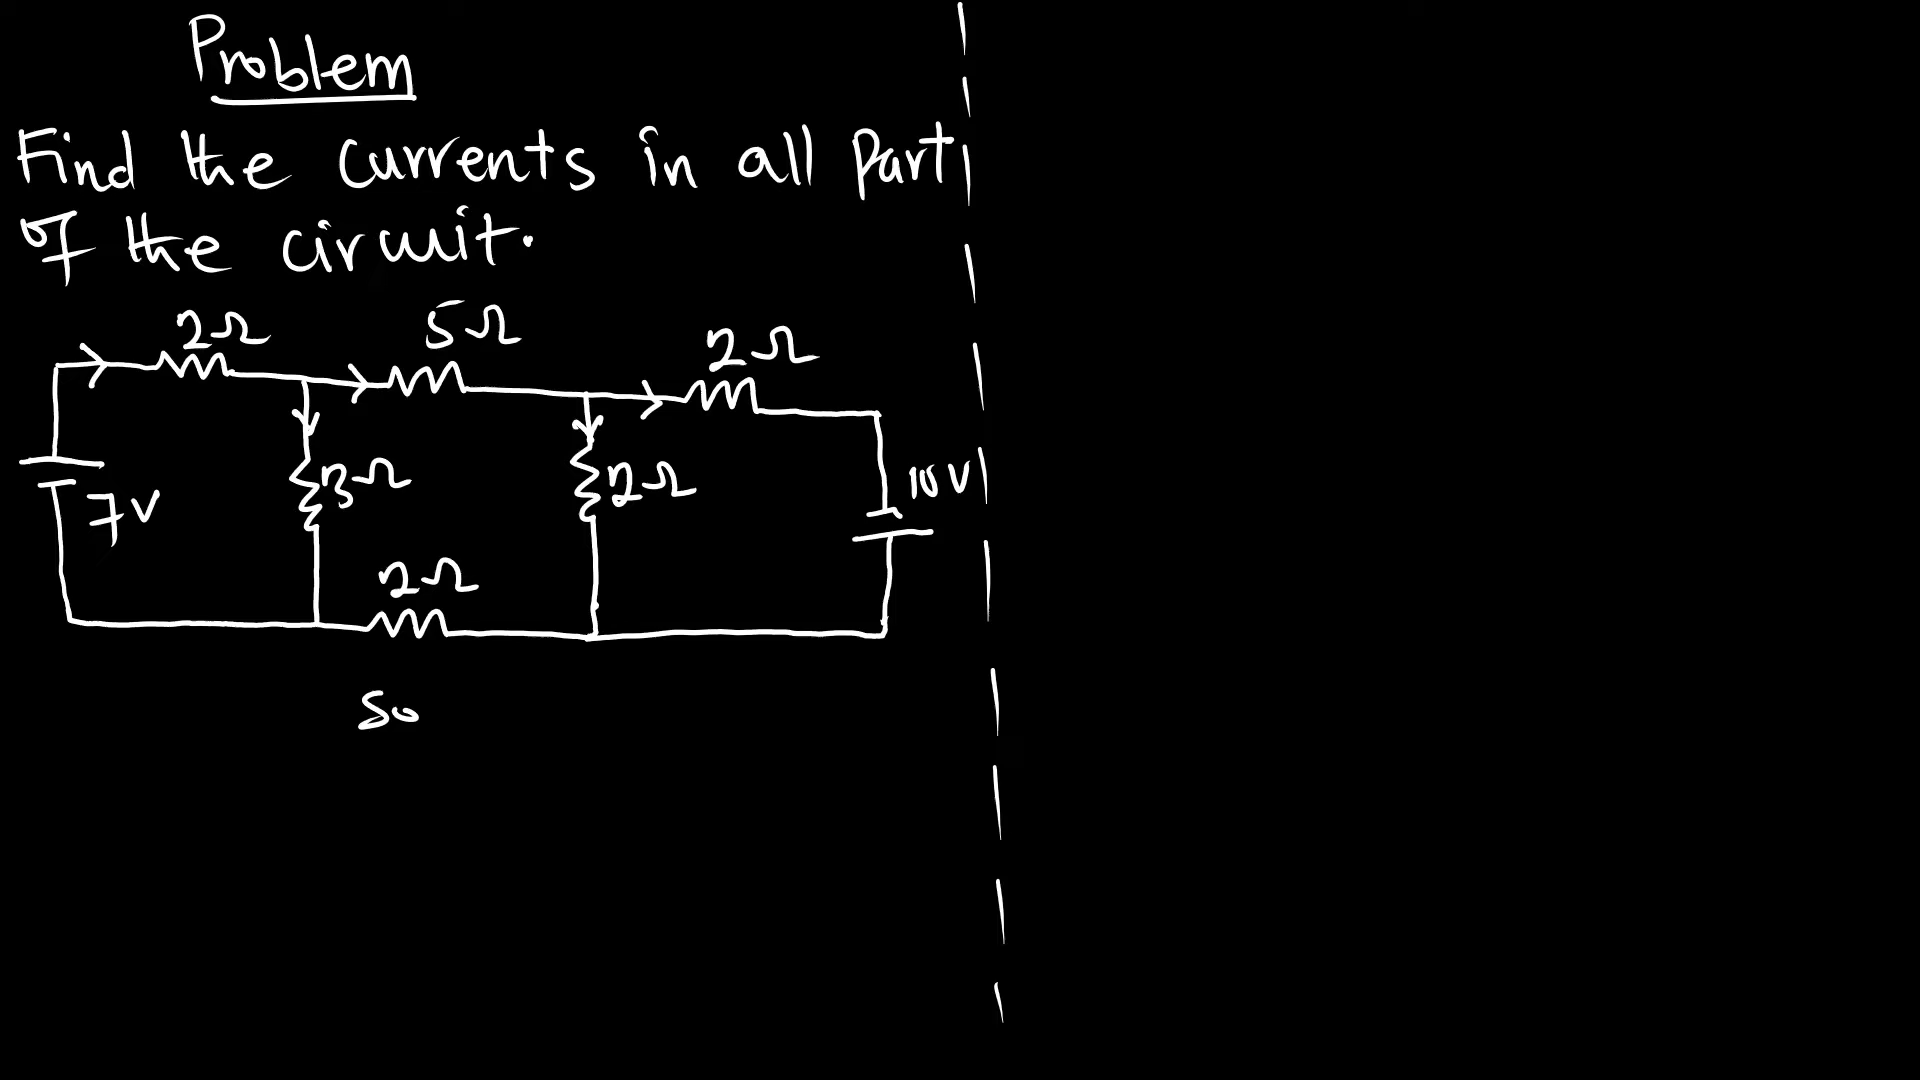 Problem
Find the currents in all part
of the circuit.
2Ω
5Ω
2Ω
7V
3Ω
2Ω
10V
2Ω
So